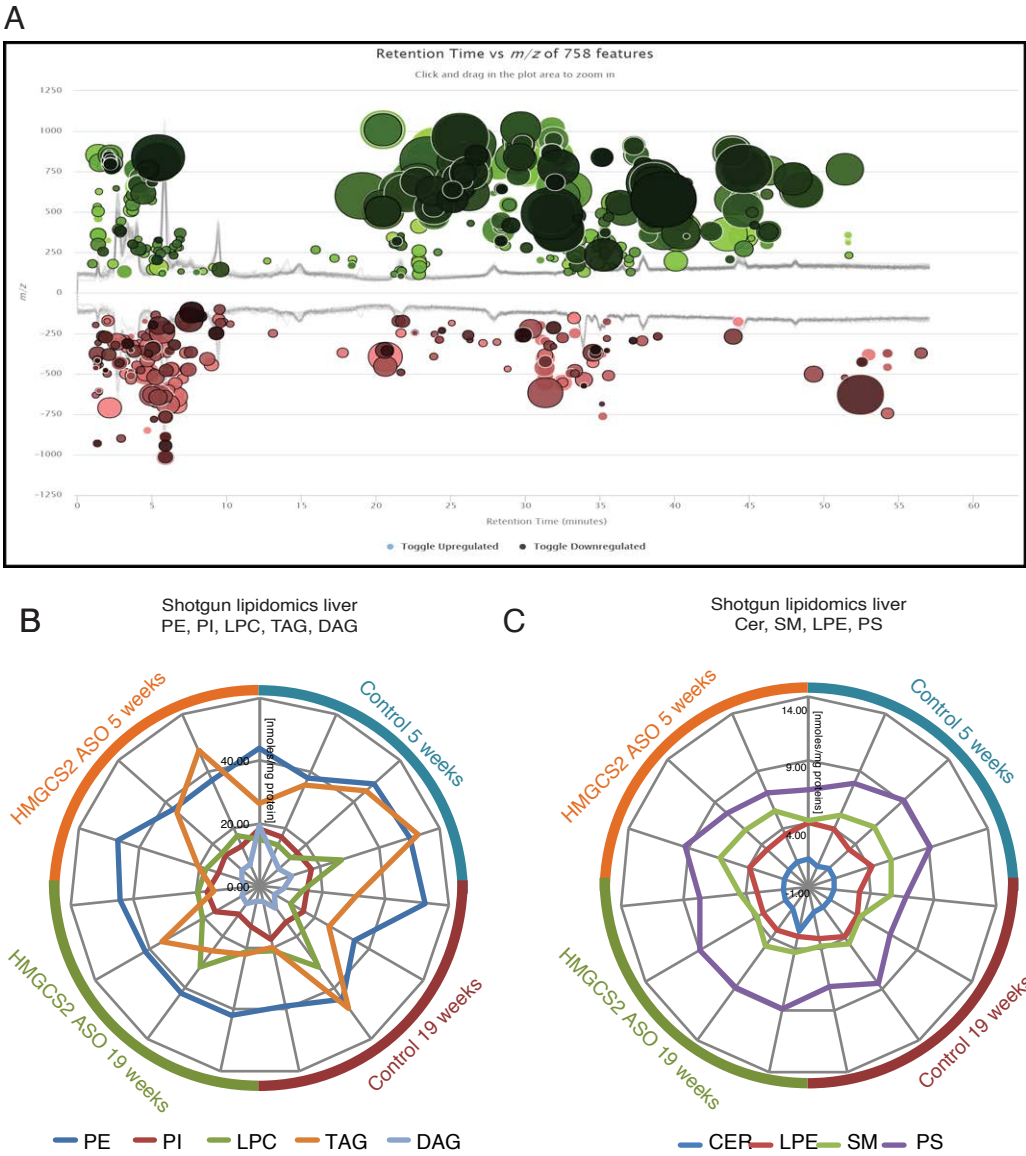 A
Retention Time vs m/z of 758 features
Click and drag in the plot area to zoom in
1250
1000
750
500
250
0
-250
-500
-750
-1000
-1250
m/z
0 5 10 15 20 25 30 35 40 45 50 55 60
Retention Time (minutes)
Toggle Upregulated Toggle Downregulated
B
Shotgun lipidomics liver
PE, PI, LPC, TAG, DAG
HMGCS2 ASO 5 weeks
Control 5 weeks
HMGCS2 ASO 19 weeks
Control 19 weeks
[nmoles/mg protein]
40.00
20.00
0.00
PE PI LPC TAG DAG
C
Shotgun lipidomics liver
Cer, SM, LPE, PS
HMGCS2 ASO 5 weeks
Control 5 weeks
HMGCS2 ASO 19 weeks
Control 19 weeks
[nmoles/mg proteins]
14.00
9.00
4.00
-1.00
CER LPE SM PS